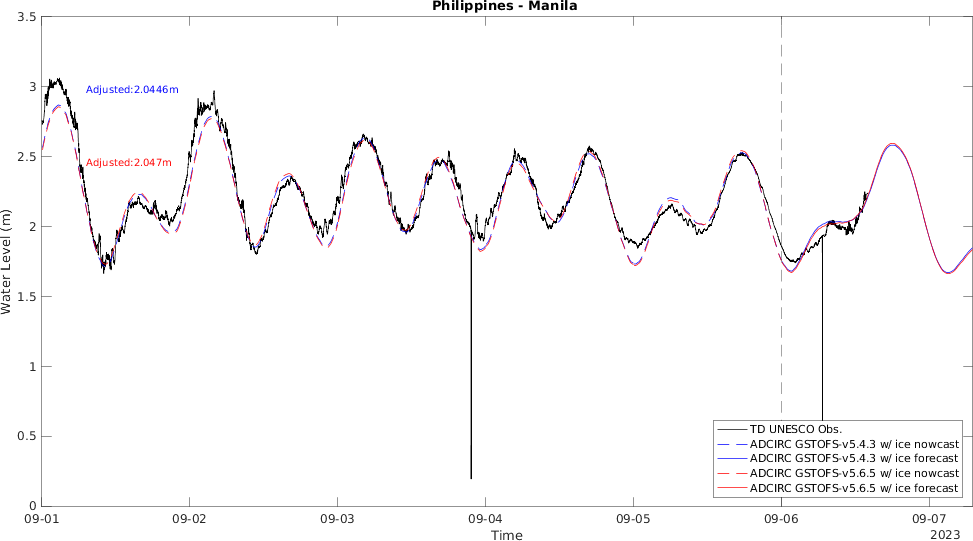 Philippines - Manila
3.5
3
2.5
2
1.5
1
0.5
0
Water Level (m)
Adjusted:2.0446m
Adjusted:2.047m
TD UNESCO Obs.
ADCIRC GSTOFS-v5.4.3 w/ ice nowcast
ADCIRC GSTOFS-v5.4.3 w/ ice forecast
ADCIRC GSTOFS-v5.6.5 w/ ice nowcast
ADCIRC GSTOFS-v5.6.5 w/ ice forecast
09-01 09-02 09-03 09-04 09-05 09-06 09-07
Time
2023